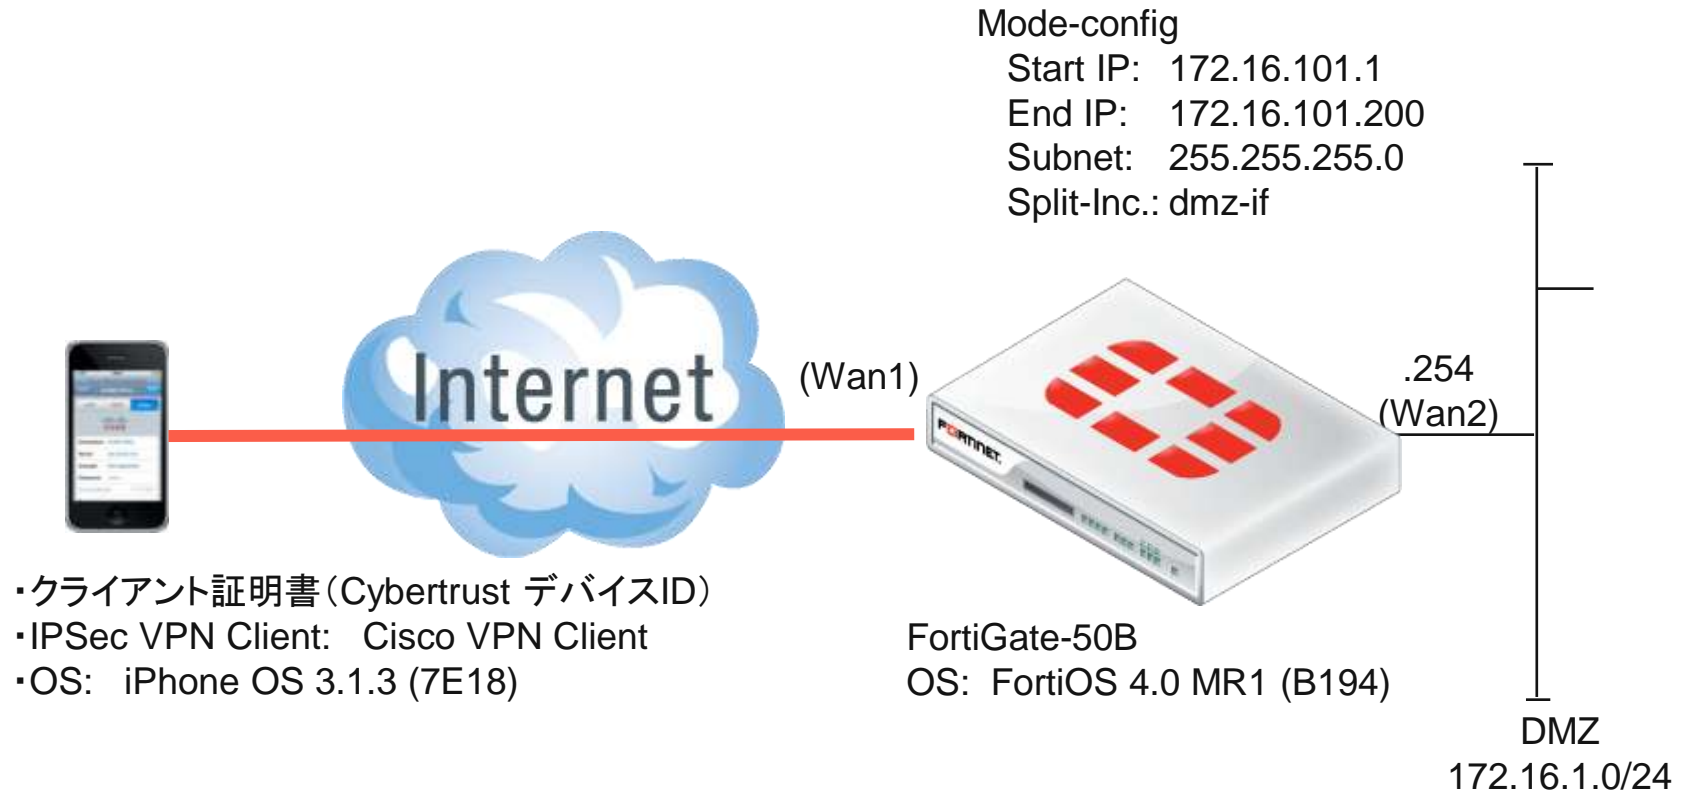 Mode-config
Start IP: 172.16.101.1
End IP: 172.16.101.200
Subnet: 255.255.255.0
Split-Inc.: dmz-if
Internet
(Wan1)
FORTINET
.254
(Wan2)
・クライアント証明書（Cybertrust デバイスID）
・IPSec VPN Client: Cisco VPN Client
・OS: iPhone OS 3.1.3 (7E18)
FortiGate-50B
OS: FortiOS 4.0 MR1 (B194)
DMZ
172.16.1.0/24